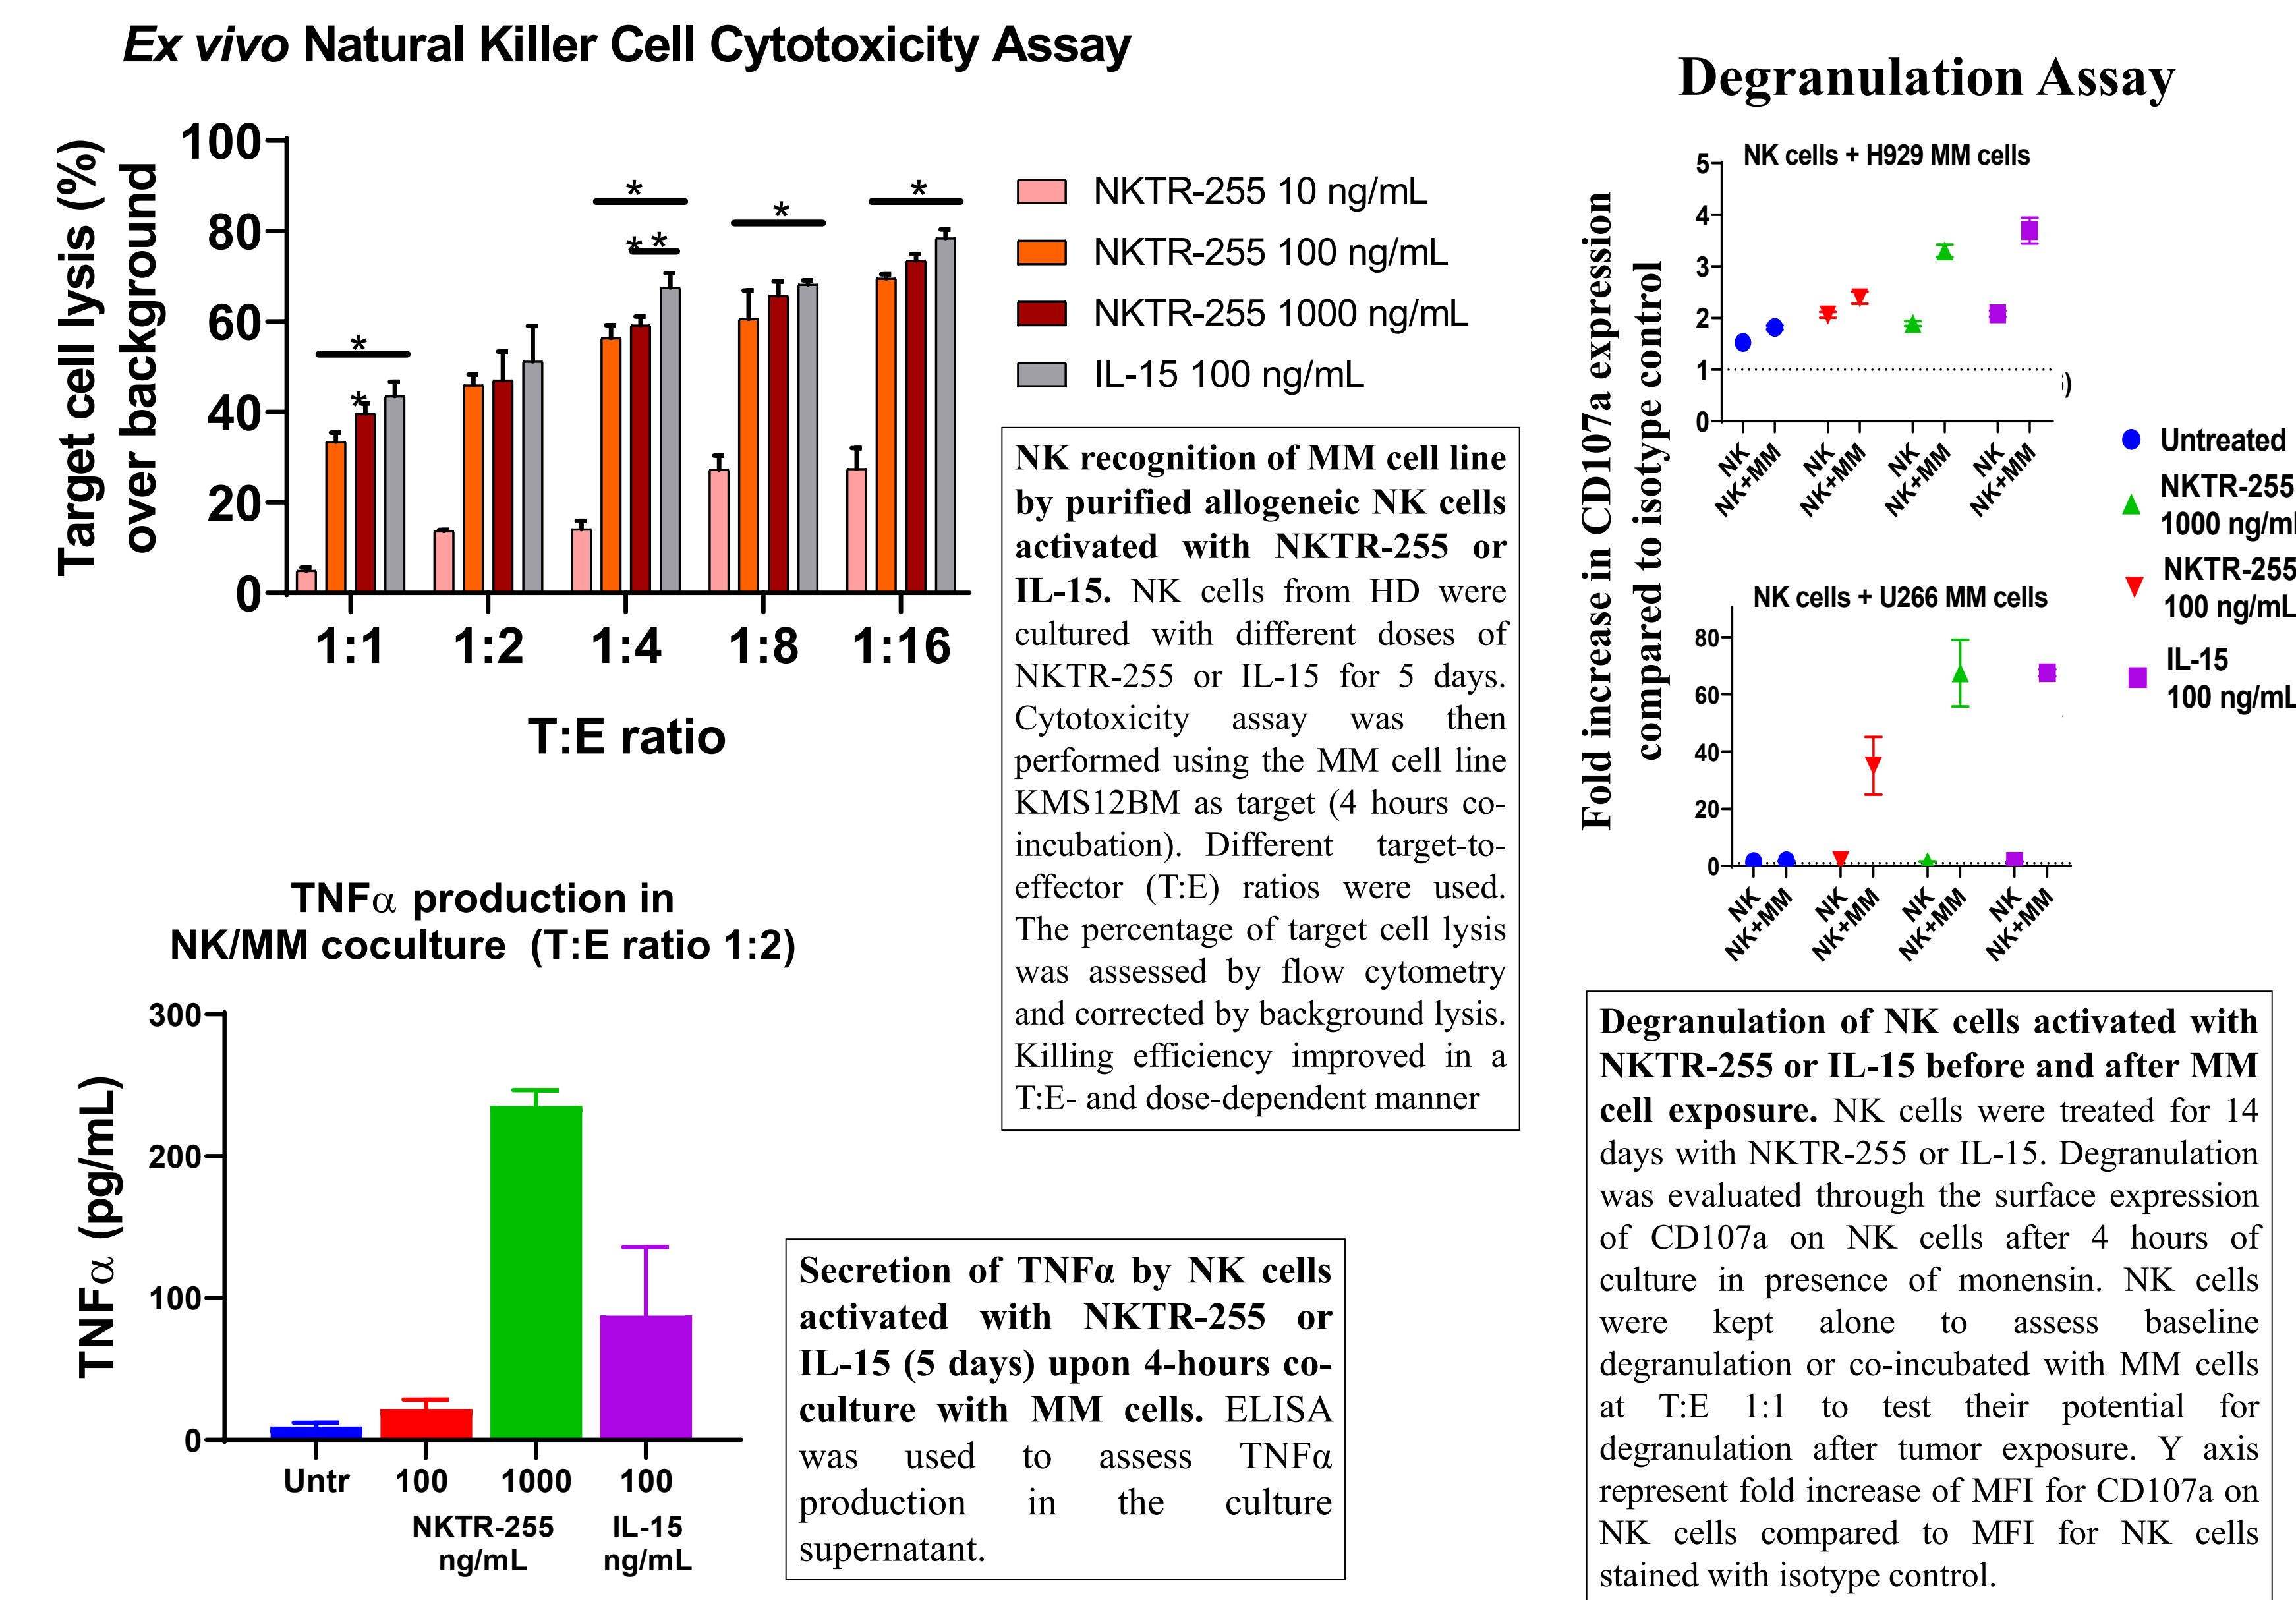 Ex vivo Natural Killer Cell Cytotoxicity Assay
Target cell lysis (%)
over background
100
80
60
40
20
0
*
*
*
* *
*
*
1:1 1:2 1:4 1:8 1:16
T:E ratio
NKTR-255 10 ng/mL
NKTR-255 100 ng/mL
NKTR-255 1000 ng/mL
IL-15 100 ng/mL
NK recognition of MM cell line
by purified allogeneic NK cells
activated with NKTR-255 or
IL-15. NK cells from HD were
cultured with different doses of
NKTR-255 or IL-15 for 5 days.
Cytotoxicity assay was then
performed using the MM cell line
KMS12BM as target (4 hours co-
incubation). Different target-to-
effector (T:E) ratios were used.
The percentage of target cell lysis
was assessed by flow cytometry
and corrected by background lysis.
Killing efficiency improved in a
T:E- and dose-dependent manner
TNFα production in
NK/MM coculture (T:E ratio 1:2)
TNFα (pg/mL)
300
200
100
0
Untr 100 1000 100
NKTR-255 IL-15
ng/mL ng/mL
Secretion of TNFα by NK cells
activated with NKTR-255 or
IL-15 (5 days) upon 4-hours co-
culture with MM cells. ELISA
was used to assess TNFα
production in the culture
supernatant.
Degranulation Assay
Fold increase in CD107a expression
compared to isotype control
NK cells + H929 MM cells
5
4
3
2
1
0
)
NK NK+MM NK NK+MM NK NK+MM NK NK+MM
NK cells + U266 MM cells
80
60
40
20
0
NK NK+MM NK NK+MM NK NK+MM NK NK+MM
Untreated
NKTR-255
1000 ng/m
NKTR-255
100 ng/mL
IL-15
100 ng/mL
Degranulation of NK cells activated with
NKTR-255 or IL-15 before and after MM
cell exposure. NK cells were treated for 14
days with NKTR-255 or IL-15. Degranulation
was evaluated through the surface expression
of CD107a on NK cells after 4 hours of
culture in presence of monensin. NK cells
were kept alone to assess baseline
degranulation or co-incubated with MM cells
at T:E 1:1 to test their potential for
degranulation after tumor exposure. Y axis
represent fold increase of MFI for CD107a on
NK cells compared to MFI for NK cells
stained with isotype control.